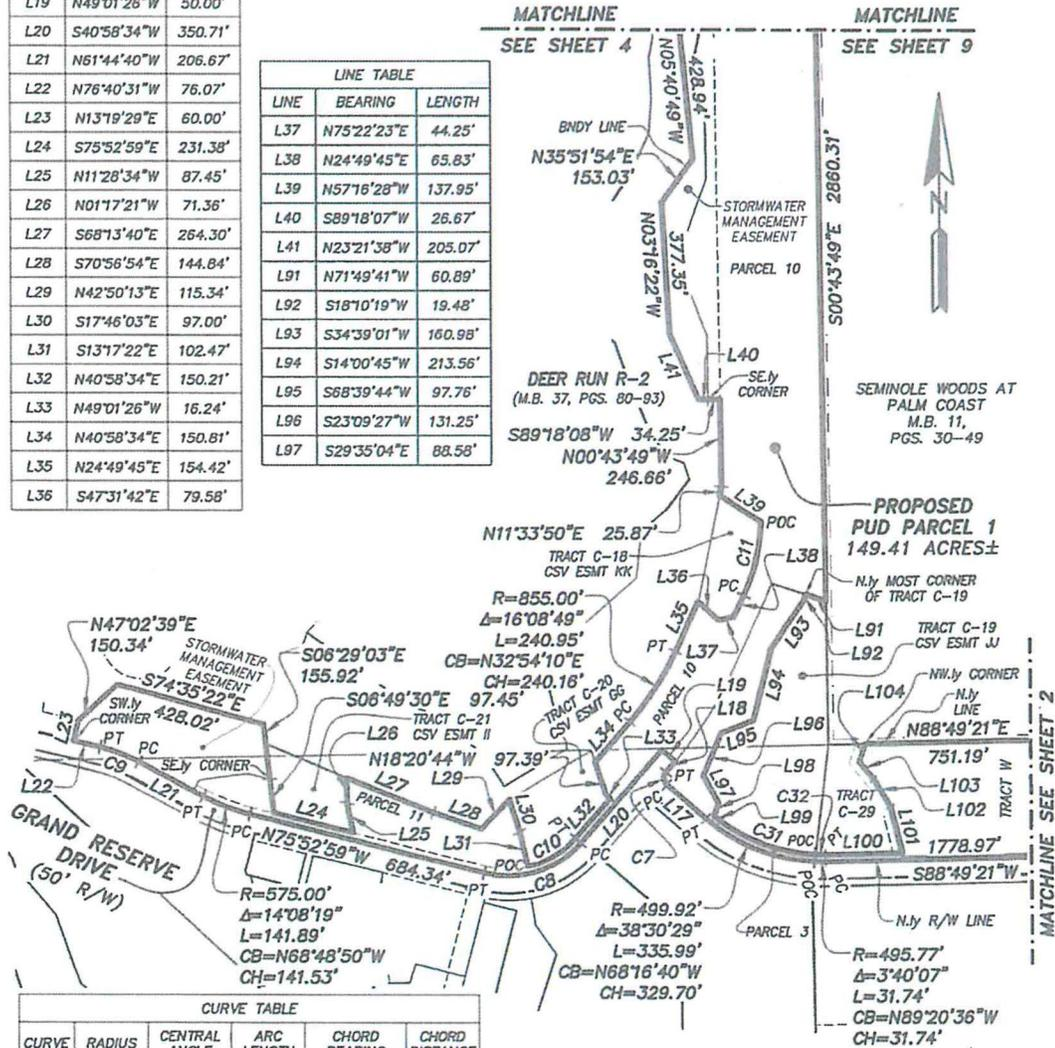 L19 N49°01'26"W 50.00'
L20 S40°58'34"W 350.71'
L21 N61°44'40"W 206.67'
L22 N76°40'31"W 76.07'
L23 N13°19'29"E 60.00'
L24 S75°52'59"E 231.38'
L25 N11°28'34"W 87.45'
L26 N01°17'21"W 71.36'
L27 S68°13'40"E 264.30'
L28 S70°56'54"E 144.84'
L29 N42°50'13"E 115.34'
L30 S17°46'03"E 97.00'
L31 S13°17'22"E 102.47'
L32 N40°58'34"E 150.21'
L33 N49°01'26"W 16.24'
L34 N40°58'34"E 150.81'
L35 N24°49'45"E 154.42'
L36 S47°31'42"E 79.58'
LINE TABLE
LINE BEARING LENGTH
L37 N75°22'23"E 44.25'
L38 N24°49'45"E 65.83'
L39 N57°16'28"W 137.95'
L40 S89°18'07"W 26.67'
L41 N23°21'38"W 205.07'
L91 N71°49'41"W 60.89'
L92 S18°10'19"W 19.48'
L93 S34°39'01"W 160.98'
L94 S14°00'45"W 213.56'
L95 S68°39'44"W 97.76'
L96 S23°09'27"W 131.25'
L97 S29°35'04"E 88.58'
MATCHLINE
SEE SHEET 4
MATCHLINE
SEE SHEET 9
N05°40'49"W
428.94'
BNDY LINE
N35°51'54"E
153.03'
STORMWATER
MANAGEMENT
EASEMENT
PARCEL 10
N03°16'22"W
377.35'
S00°43'49"E 2860.31'
N
L41
L40
SE.ly
CORNER
DEER RUN R-2
(M.B. 37, PGS. 80-93)
SEMINOLE WOODS AT
PALM COAST
M.B. 11,
PGS. 30-49
S89°18'08"W 34.25'
N00°43'49"W
246.66'
L39
POC
PROPOSED
PUD PARCEL 1
149.41 ACRES±
N11°33'50"E 25.87'
TRACT C-18
CSV ESMT KK
C11
L38
L36
PC
N.ly MOST CORNER
OF TRACT C-19
R=855.00'
Δ=16°08'49"
L=240.95'
CB=N32°54'10"E
CH=240.16'
L35
PT
L37
L93
L91
L92
TRACT C-19
CSV ESMT JJ
N47°02'39"E
150.34'
STORMWATER
MANAGEMENT
EASEMENT
S06°29'03"E
155.92'
S74°35'22"E
428.02'
SW.ly
CORNER
S06°49'30"E 97.45'
TRACT C-21
CSV ESMT II
L26
TRACT C-20
CSV ESMT GG
PARCEL 10
L19
L18
L94
L104
NW.ly CORNER
N.ly
LINE
N88°49'21"E
751.19'
L23
PT
PC
C9
L22
L21
SE.ly CORNER
N18°20'44"W 97.39'
L34
PC
L33
L27
L29
L28
PARCEL 11
L24
L25
L30
L31
L32
L20
PT
L95
L96
L97
L98
L99
C32
C31
TRACT
C-29
L103
L102
L101
L100
TRACT W
GRAND RESERVE
DRIVE
(50' R/W)
PT
PC
N75°52'59"W 684.34'
PT
POC
C10
C8
PC
C7
PC
L17
PT
POC
PT
POC
PC
1778.97'
S88°49'21"W
N.ly R/W LINE
PARCEL 3
MATCHLINE SEE SHEET 2
R=575.00'
Δ=14°08'19"
L=141.89'
CB=N68°48'50"W
CH=141.53'
R=499.92'
Δ=38°30'29"
L=335.99'
CB=N68°16'40"W
CH=329.70'
R=495.77'
Δ=3°40'07"
L=31.74'
CB=N89°20'36"W
CH=31.74'
CURVE TABLE
CURVE RADIUS CENTRAL ARC CHORD CHORD
LENGTH BEARING DISTANCE